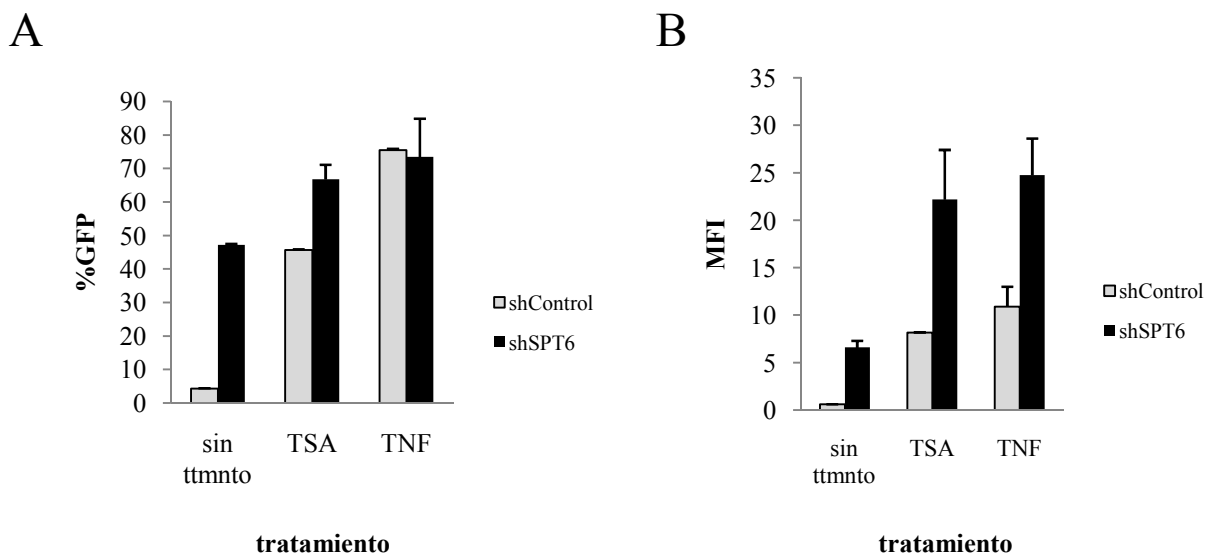 A
%GFP
90
80
70
60
50
40
30
20
10
0
sin ttmnto
TSA
TNF
tratamiento
shControl
shSPT6
B
MFI
35
30
25
20
15
10
5
0
sin ttmnto
TSA
TNF
tratamiento
shControl
shSPT6